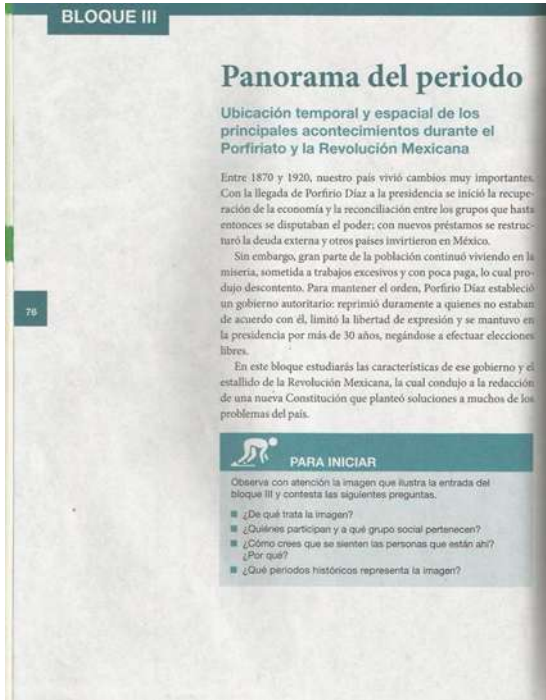 BLOQUE III
Panorama del periodo
Ubicación temporal y espacial de los
principales acontecimientos durante el
Porfiriato y la Revolución Mexicana
Entre 1870 y 1920, nuestro país vivió cambios muy importantes.
Con la llegada de Porfirio Díaz a la presidencia se inició la recupe-
ración de la economía y la reconciliación entre los grupos que hasta
entonces se disputaban el poder; con nuevos préstamos se restruc-
turó la deuda externa y otros países invirtieron en México.
Sin embargo, gran parte de la población continuó viviendo en la
miseria, sometida a trabajos excesivos y con poca paga, lo cual pro-
dujo descontento. Para mantener el orden, Porfirio Díaz estableció
un gobierno autoritario: reprimió duramente a quienes no estaban
de acuerdo con él, limitó la libertad de expresión y se mantuvo en
la presidencia por más de 30 años, negándose a efectuar elecciones
libres.
En este bloque estudiarás las características de ese gobierno y el
estallido de la Revolución Mexicana, la cual condujo a la redacción
de una nueva Constitución que planteó soluciones a muchos de los
problemas del país.
76
PARA INICIAR
Observa con atención la imagen que ilustra la entrada del
bloque III y contesta las siguientes preguntas.
¿De qué trata la imagen?
¿Quiénes participan y a qué grupo social pertenecen?
¿Cómo crees que se sienten las personas que están ahí?
¿Por qué?
¿Qué periodos históricos representa la imagen?